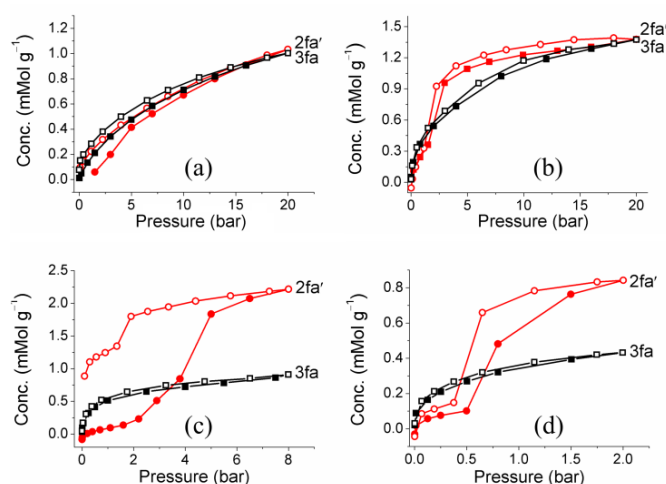 1.2
1.0
0.8
0.6
0.4
0.2
0.0
Conc. (mMol g⁻¹)
2fa′
3fa
(a)
0 5 10 15 20
Pressure (bar)
1.5
1.2
0.9
0.6
0.3
0.0
Conc. (mMol g⁻¹)
2fa′
3fa
(b)
0 5 10 15 20
Pressure (bar)
2.5
2.0
1.5
1.0
0.5
0.0
Conc. (mMol g⁻¹)
2fa′
3fa
(c)
0 2 4 6 8
Pressure (bar)
1.0
0.8
0.6
0.4
0.2
0.0
Conc. (mMol g⁻¹)
2fa′
3fa
(d)
0.0 0.5 1.0 1.5 2.0
Pressure (bar)